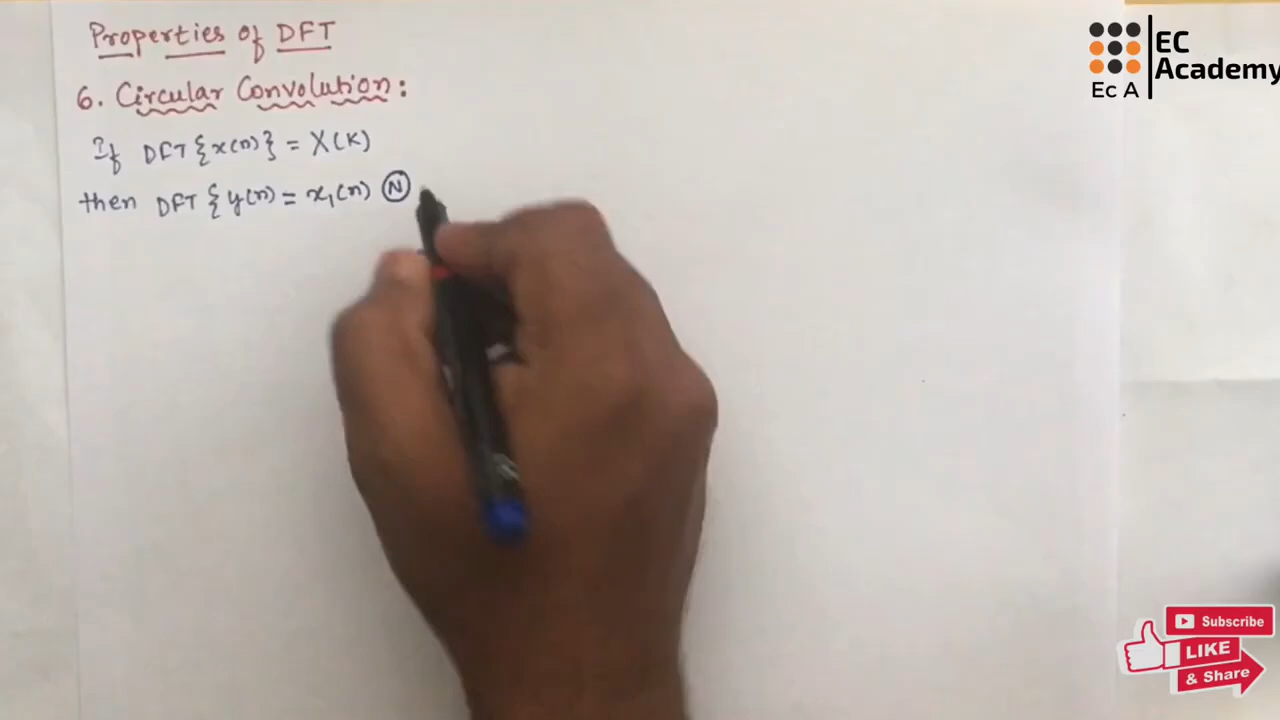 Properties of DFT
6. Circular Convolution:
If DFT{x(n)} = X(K)
then DFT {y(n) = x₁(n) Ⓝ
EC
Academy
Ec A
Subscribe
LIKE
& Share